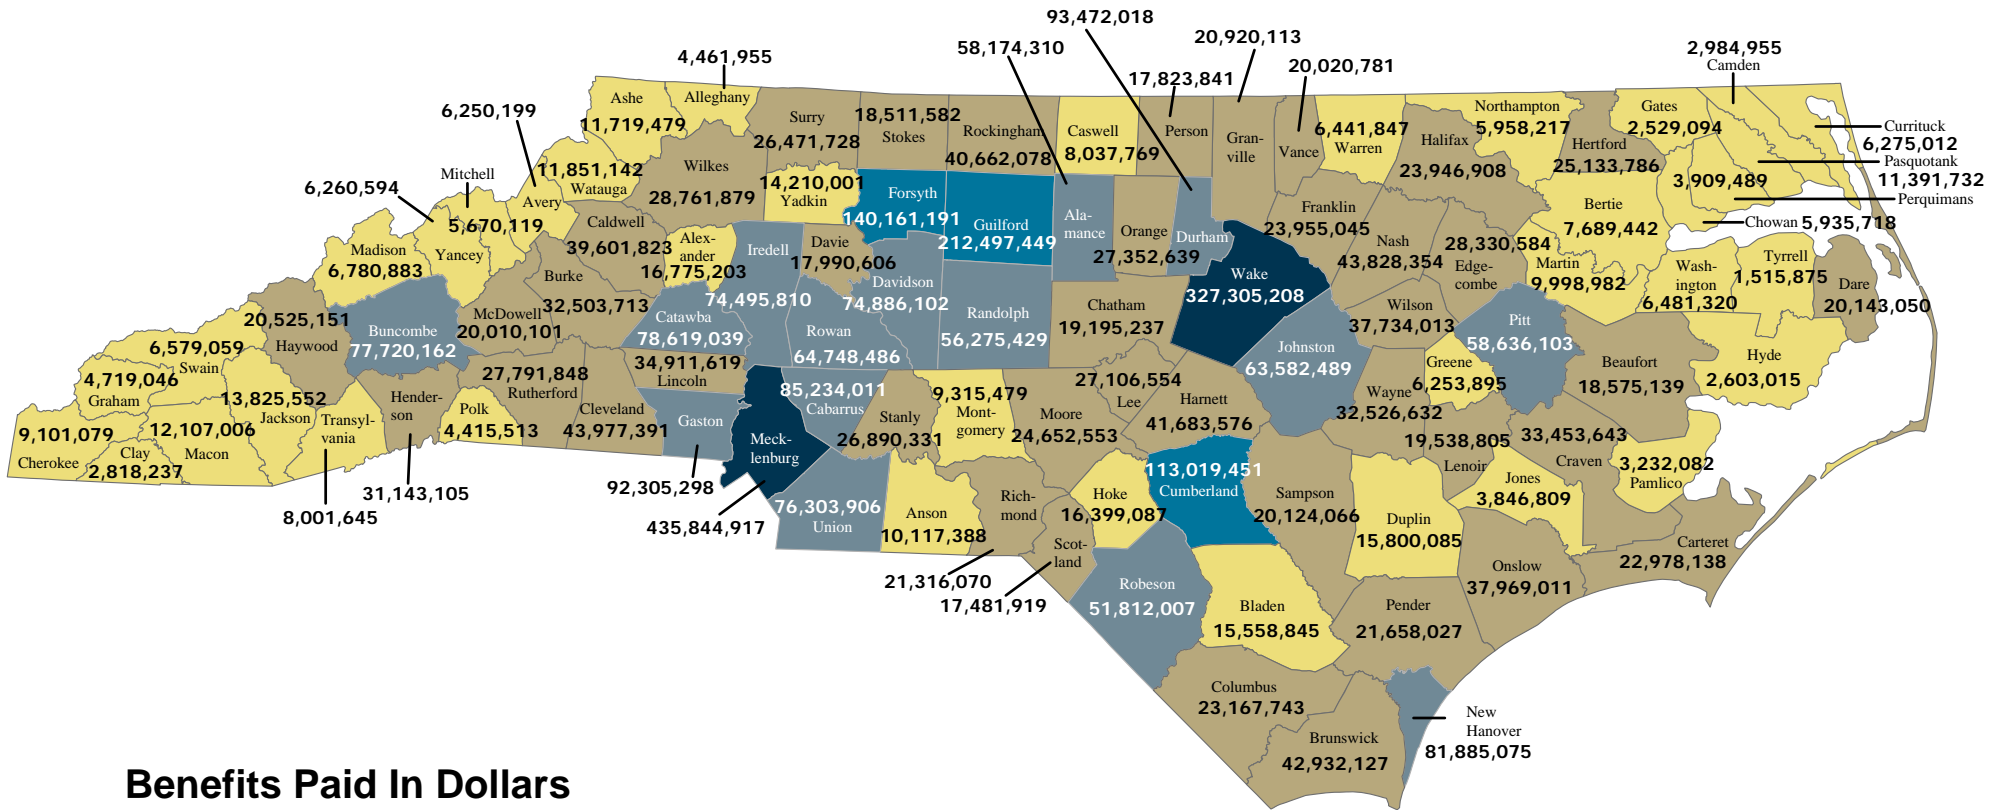 93,472,018
58,174,310
20,920,113
4,461,955
17,823,841
20,020,781
2,984,955
Camden
6,250,199
Ashe
11,719,479
Alleghany
Surry
26,471,728
18,511,582
Stokes
Rockingham
40,662,078
Caswell
8,037,769
Person
Gran-
ville
Vance
6,441,847
Warren
Northampton
5,958,217
Halifax
23,946,908
Hertford
25,133,786
Gates
2,529,094
Currituck
6,275,012
Pasquotank
11,391,732
Perquimans
3,909,489
Chowan 5,935,718
Mitchell
6,260,594
5,670,119
Avery
11,851,142
Watauga
Wilkes
28,761,879
14,210,001
Yadkin
Forsyth
140,161,191
Guilford
212,497,449
Ala-
mance
Orange
27,352,639
Durham
Franklin
23,955,045
Nash
43,828,354
28,330,584
Edge-
combe
Bertie
7,689,442
Martin
9,998,982
Wash-
ington
6,481,320
Tyrrell
1,515,875
Dare
20,143,050
Madison
6,780,883
Yancey
Caldwell
39,601,823
Alex-
ander
16,775,203
Iredell
74,495,810
Davie
17,990,606
Davidson
74,886,102
Randolph
56,275,429
Chatham
19,195,237
Wake
327,305,208
Wilson
37,734,013
Pitt
58,636,103
Beaufort
18,575,139
Hyde
2,603,015
20,525,151
Haywood
Buncombe
77,720,162
McDowell
20,010,101
Burke
32,503,713
Catawba
78,619,039
Rowan
64,748,486
Johnston
63,582,489
Greene
6,253,895
Wayne
32,526,632
6,579,059
Swain
4,719,046
Graham
13,825,552
Jackson
Transyl-
vania
8,001,645
Hender-
son
31,143,105
Polk
4,415,513
27,791,848
Rutherford
Cleveland
43,977,391
34,911,619
Lincoln
Gaston
92,305,298
Meck-
lenburg
435,844,917
85,234,011
Cabarrus
Stanly
26,890,331
9,315,479
Mont-
gomery
Moore
24,652,553
27,106,554
Lee
Harnett
41,683,576
19,538,805
Lenoir
33,453,643
Craven
3,232,082
Pamlico
9,101,079
Cherokee
Clay
2,818,237
12,107,006
Macon
76,303,906
Union
Anson
10,117,388
Rich-
mond
21,316,070
Scot-
land
17,481,919
Hoke
16,399,087
113,019,451
Cumberland
Sampson
20,124,066
Duplin
15,800,085
Jones
3,846,809
Onslow
37,969,011
Carteret
22,978,138
Robeson
51,812,007
Bladen
15,558,845
Pender
21,658,027
Columbus
23,167,743
Brunswick
42,932,127
New
Hanover
81,885,075
Benefits Paid In Dollars